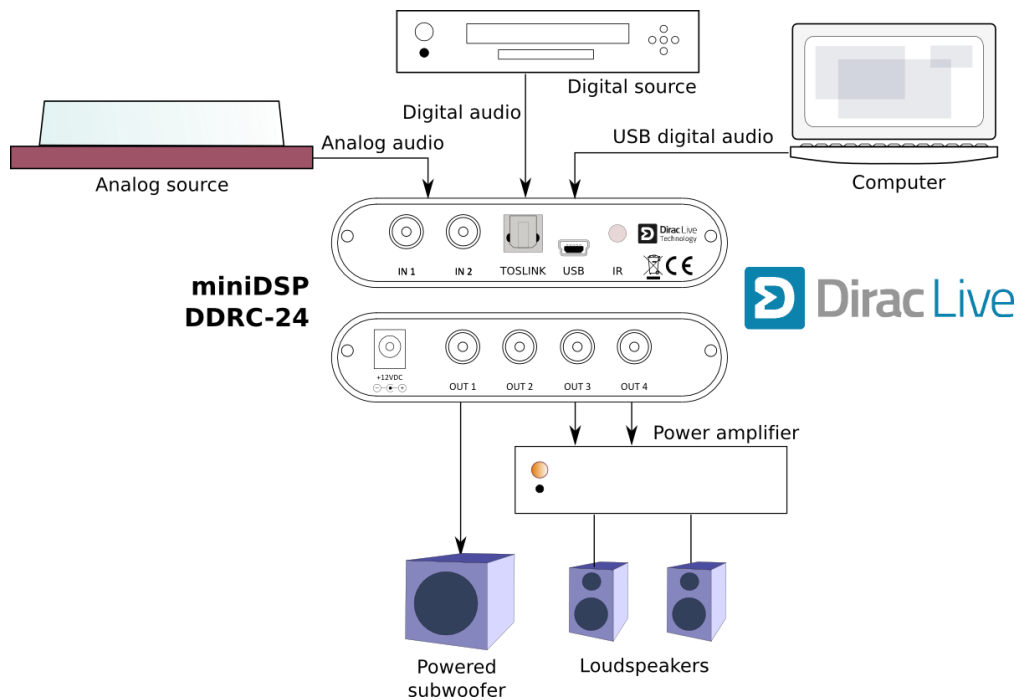 Digital source
Digital audio
USB digital audio
Analog audio
Analog source
Computer
IN 1
IN 2
TOSLINK
USB
IR
Dirac Live
Technology
CE
miniDSP
DDRC-24
Dirac Live
+12VDC
OUT 1
OUT 2
OUT 3
OUT 4
Power amplifier
Powered
subwoofer
Loudspeakers